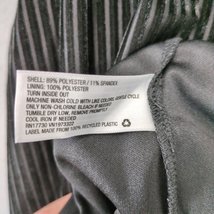 SHELL: 89% POLYESTER / 11% SPANDEX
LINING: 100% POLYESTER
TURN INSIDE OUT
MACHINE WASH COLD WITH LIKE COLORS, GENTLE CYCLE
ONLY NON-CHLORINE BLEACH IF NEEDED
TUMBLE DRY LOW, REMOVE PROMPTLY
COOL IRON IF NEEDED
RN17730 VN1973322
LABEL MADE FROM 100% RECYCLED PLASTIC